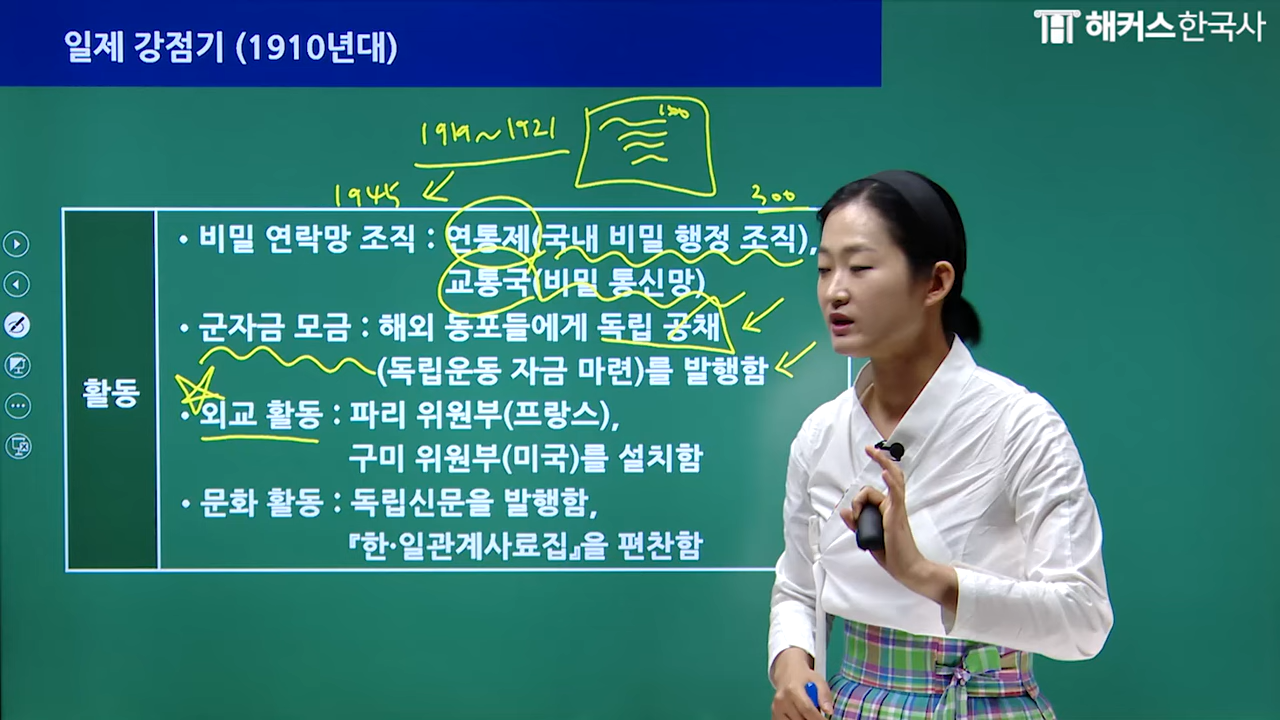 해커스한국사
일제 강점기 (1910년대)
1919~1921
1945
300
활동
• 비밀 연락망 조직 : 연통제(국내 비밀 행정 조직),
교통국(비밀 통신망)
• 군자금 모금 : 해외 동포들에게 독립 공채
(독립운동 자금 마련)를 발행함
• 외교 활동 : 파리 위원부(프랑스),
구미 위원부(미국)를 설치함
• 문화 활동 : 독립신문을 발행함,
『한·일관계사료집』을 편찬함